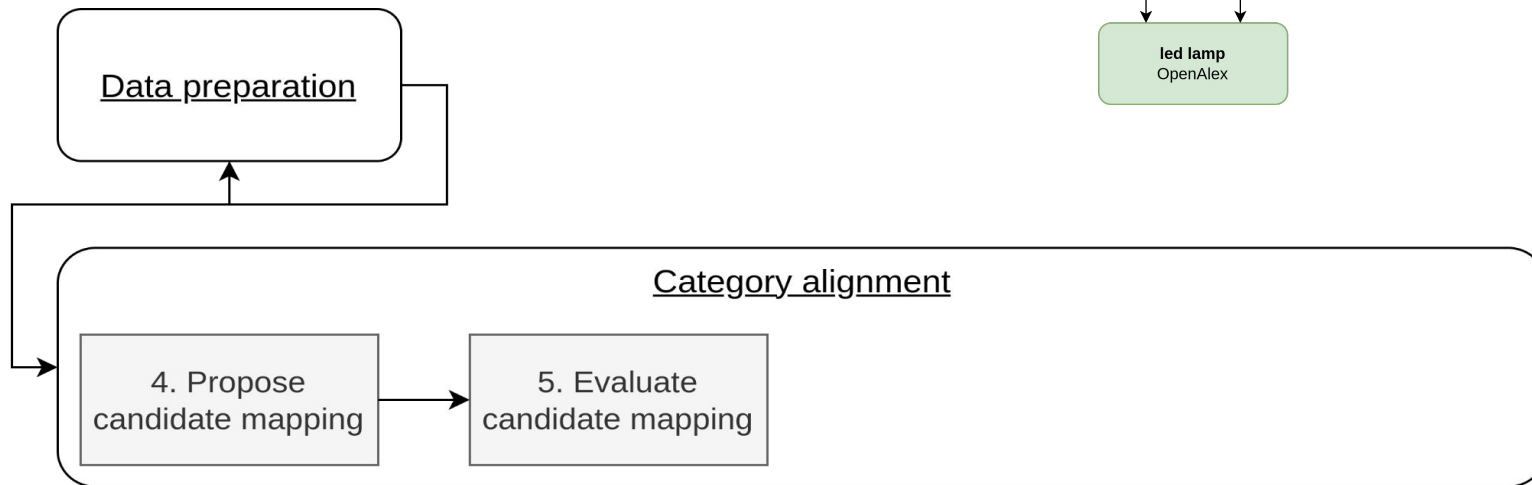 Data preparation
led lamp
OpenAlex
Category alignment
4. Propose
candidate mapping
5. Evaluate
candidate mapping